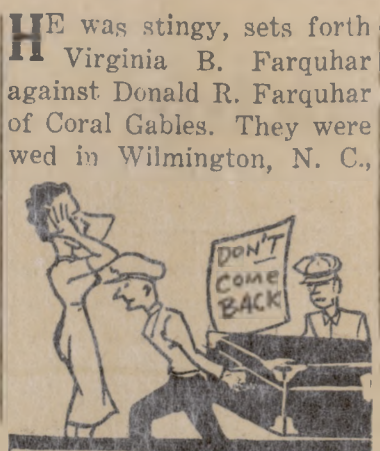 HE was stingy, sets forth
Virginia B. Farquhar
against Donald R. Farquhar
of Coral Gables. They were
wed in Wilmington, N. C.,
DON'T
COME
BACK